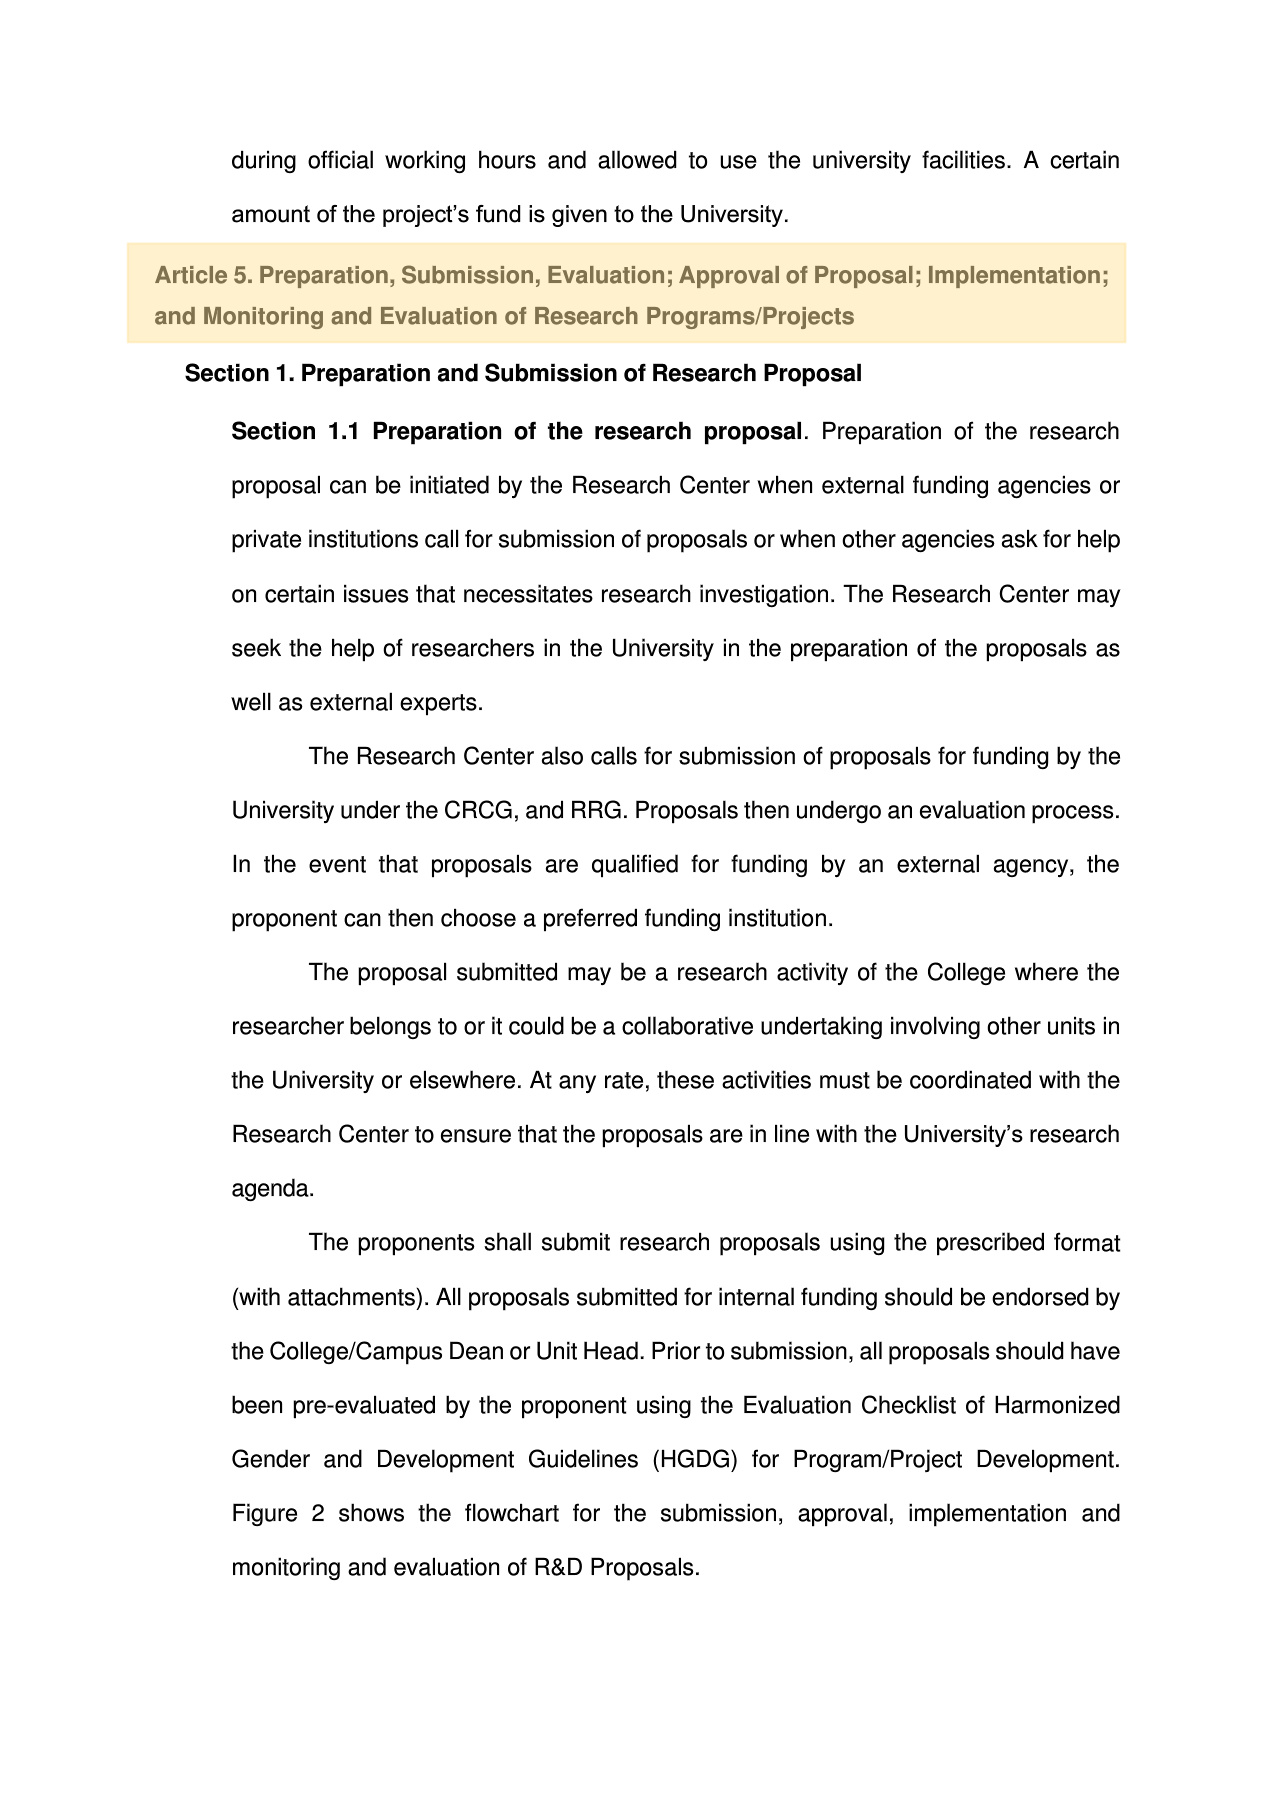 during official working hours and allowed to use the university facilities. A certain
amount of the project’s fund is given to the University.
Article 5. Preparation, Submission, Evaluation; Approval of Proposal; Implementation;
and Monitoring and Evaluation of Research Programs/Projects
Section 1. Preparation and Submission of Research Proposal
Section 1.1 Preparation of the research proposal. Preparation of the research
proposal can be initiated by the Research Center when external funding agencies or
private institutions call for submission of proposals or when other agencies ask for help
on certain issues that necessitates research investigation. The Research Center may
seek the help of researchers in the University in the preparation of the proposals as
well as external experts.
The Research Center also calls for submission of proposals for funding by the
University under the CRCG, and RRG. Proposals then undergo an evaluation process.
In the event that proposals are qualified for funding by an external agency, the
proponent can then choose a preferred funding institution.
The proposal submitted may be a research activity of the College where the
researcher belongs to or it could be a collaborative undertaking involving other units in
the University or elsewhere. At any rate, these activities must be coordinated with the
Research Center to ensure that the proposals are in line with the University’s research
agenda.
The proponents shall submit research proposals using the prescribed format
(with attachments). All proposals submitted for internal funding should be endorsed by
the College/Campus Dean or Unit Head. Prior to submission, all proposals should have
been pre-evaluated by the proponent using the Evaluation Checklist of Harmonized
Gender and Development Guidelines (HGDG) for Program/Project Development.
Figure 2 shows the flowchart for the submission, approval, implementation and
monitoring and evaluation of R&D Proposals.